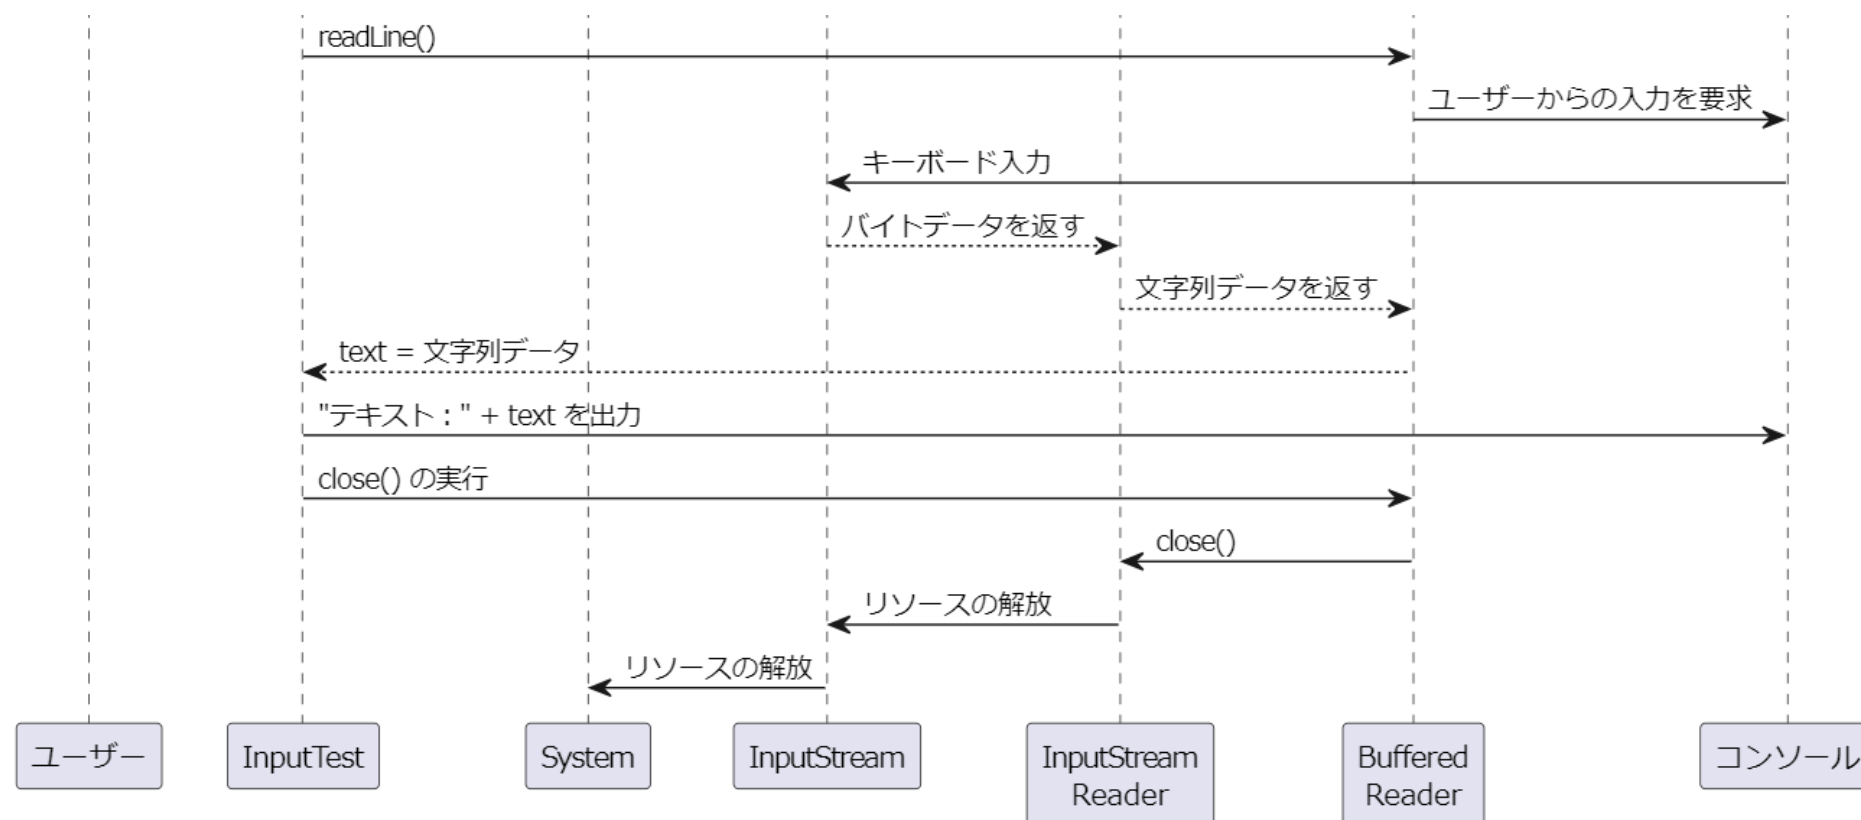 readLine()
ユーザーからの入力を要求
キーボード入力
バイトデータを返す
文字列データを返す
text = 文字列データ
"テキスト：" + text を出力
close() の実行
close()
リソースの解放
リソースの解放
ユーザー
InputTest
System
InputStream
InputStream
Reader
Buffered
Reader
コンソール